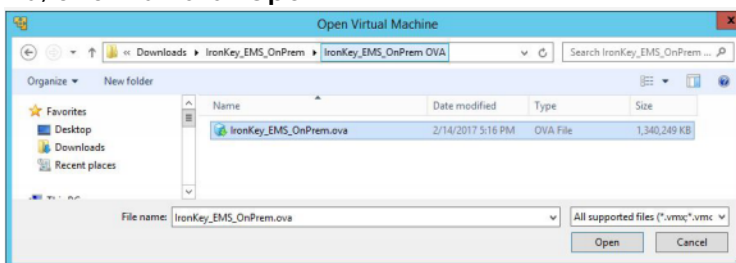 Open Virtual Machine
x
« Downloads ▸ IronKey_EMS_OnPrem ▸ IronKey_EMS_OnPrem OVA
Search IronKey_EMS_OnPrem ...
Organize ▾ New folder
Favorites
Desktop
Downloads
Recent places
Name Date modified Type Size
IronKey_EMS_OnPrem.ova 2/14/2017 5:16 PM OVA File 1,340,249 KB
File name: IronKey_EMS_OnPrem.ova
All supported files (*.vmx;*.vmc
Open Cancel